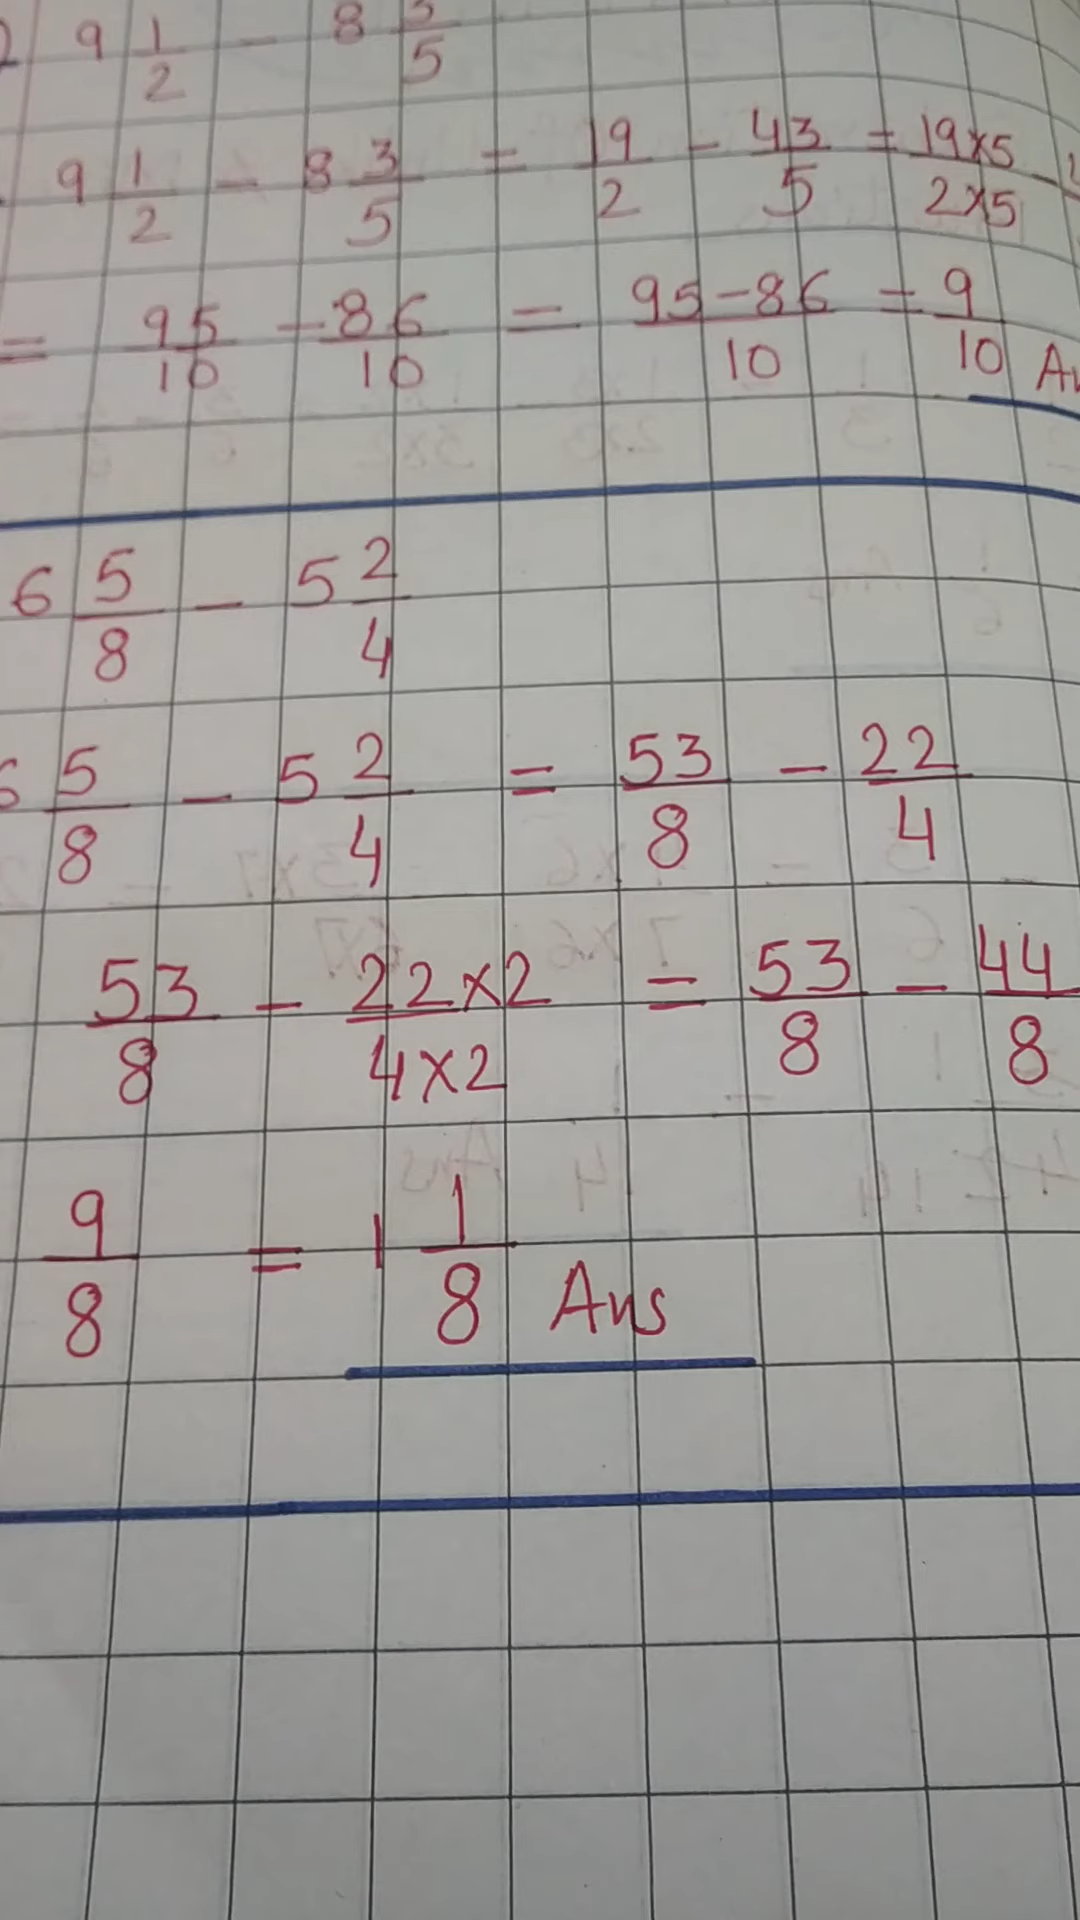 9 1/2 - 8 3/5
9 1/2 - 8 3/5 = 19/2 - 43/5 = 19×5/2×5 -
= 95/10 - 86/10 = 95-86/10 = 9/10
6 5/8 - 5 2/4
6 5/8 - 5 2/4 = 53/8 - 22/4
53/8 - 22×2/4×2 = 53/8 - 44/8
9/8 = 1 1/8 Ans